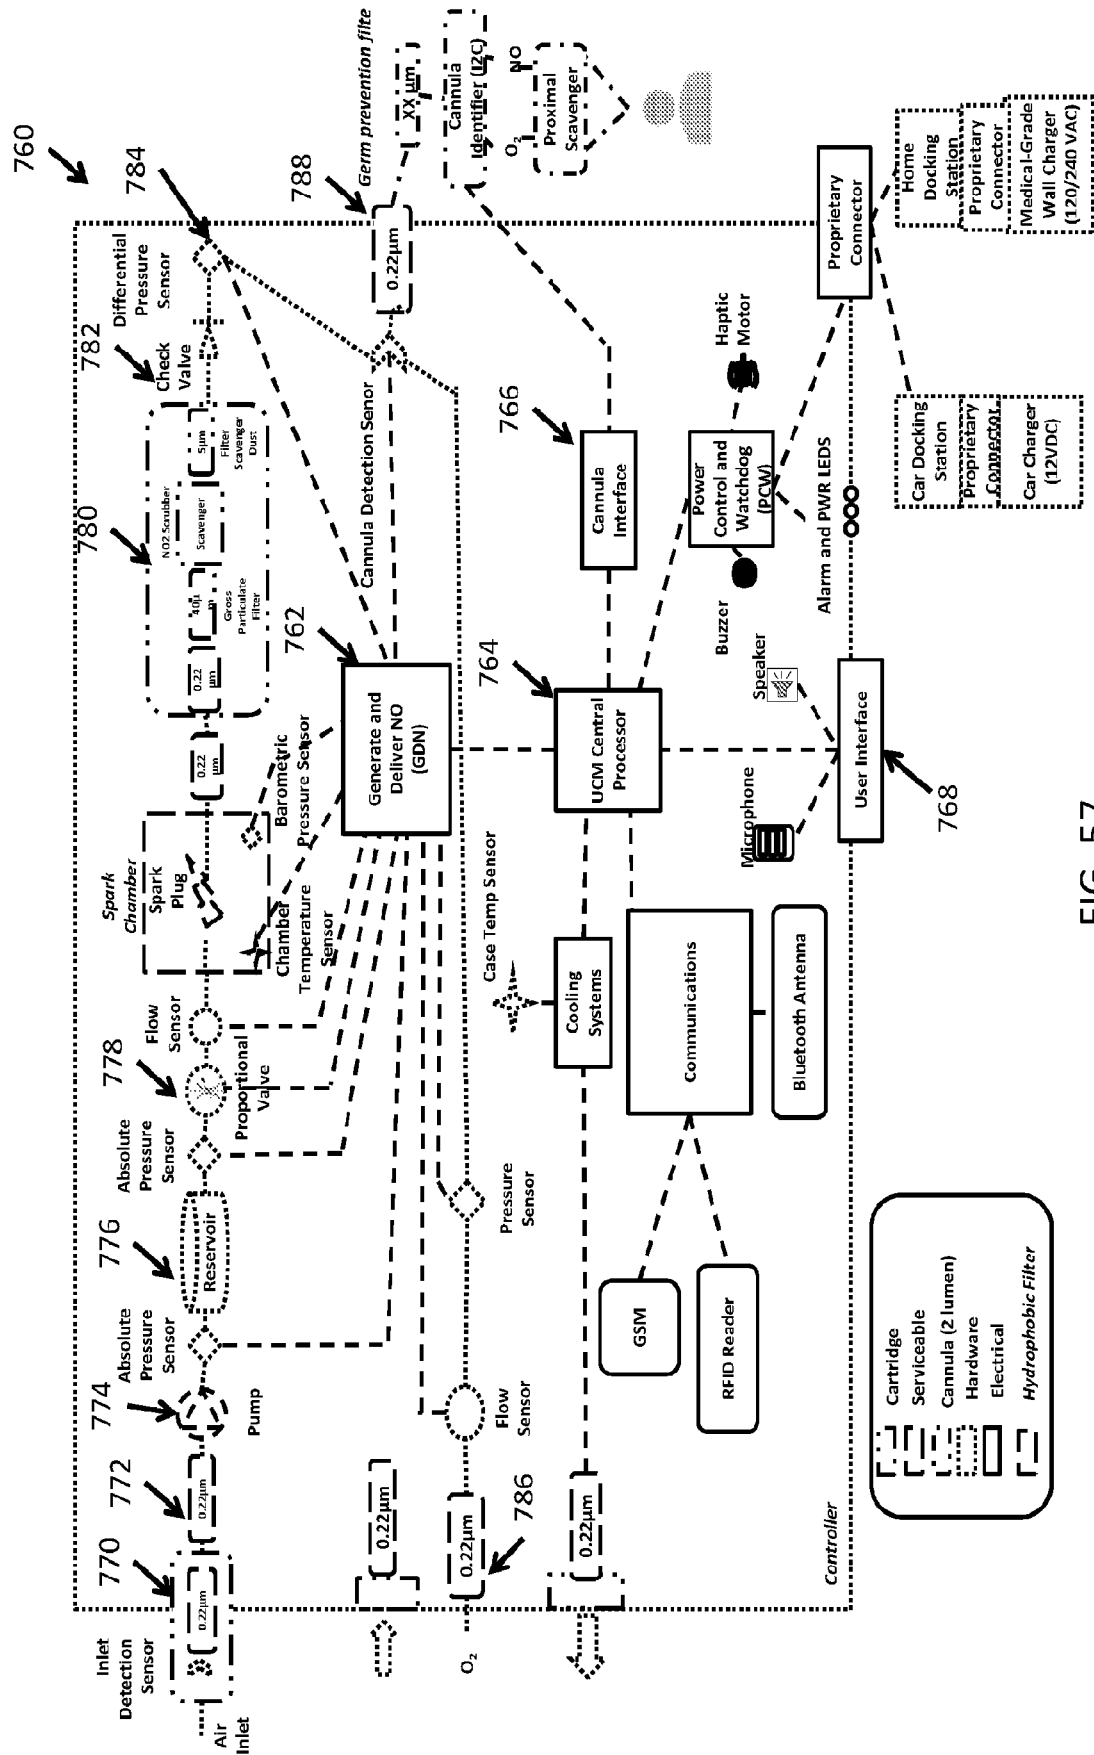 760
784
Differential
Pressure
Sensor
782
Check
Valve
780
NO2 Scrubber
5µm
Filter
Scavenger
Dust
Scavenger
40µ
m
Gross
Particulate
Filter
0.22
µm
0.22
µm
Spark
Chamber
Spark
Plug
Barometric
Pressure Sensor
Chamber
Temperature
Sensor
Flow
Sensor
778
Proportional
Valve
Absolute
Pressure
Sensor
776
Reservoir
Absolute
Pressure
Sensor
774
Pump
772
0.22µm
770
0.22µm
Inlet
Detection
Sensor
Air
Inlet
788
Germ prevention filte
XX µm
0.22µm
Cannula
Identifier (I2C)
O2
NO
Proximal
Scavenger
Cannula Detection Senor
762
Generate and
Deliver NO
(GDN)
Pressure
Sensor
Flow
Sensor
0.22µm
0.22µm
786
O2
0.22µm
766
Cannula
Interface
764
UCM Central
Processor
Case Temp Sensor
Cooling
Systems
Communications
Bluetooth Antenna
GSM
RFID Reader
Haptic
Motor
Power
Control and
Watchdog
(PCW)
Buzzer
Alarm and PWR LEDS
Speaker
Microphone
User Interface
768
Proprietary
Connector
Home
Docking
Station
Proprietary
Connector
Medical-Grade
Wall Charger
(120/240 VAC)
Car Docking
Station
Proprietary
Connector
Car Charger
(12VDC)
Controller
Cartridge
Serviceable
Cannula (2 lumen)
Hardware
Electrical
Hydrophobic Filter
FIG. 57